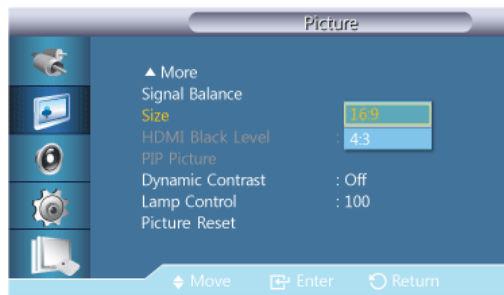 Picture
▲ More
Signal Balance
Size 16:9
HDMI Black Level : 4:3
PIP Picture
Dynamic Contrast : Off
Lamp Control : 100
Picture Reset
Move Enter Return